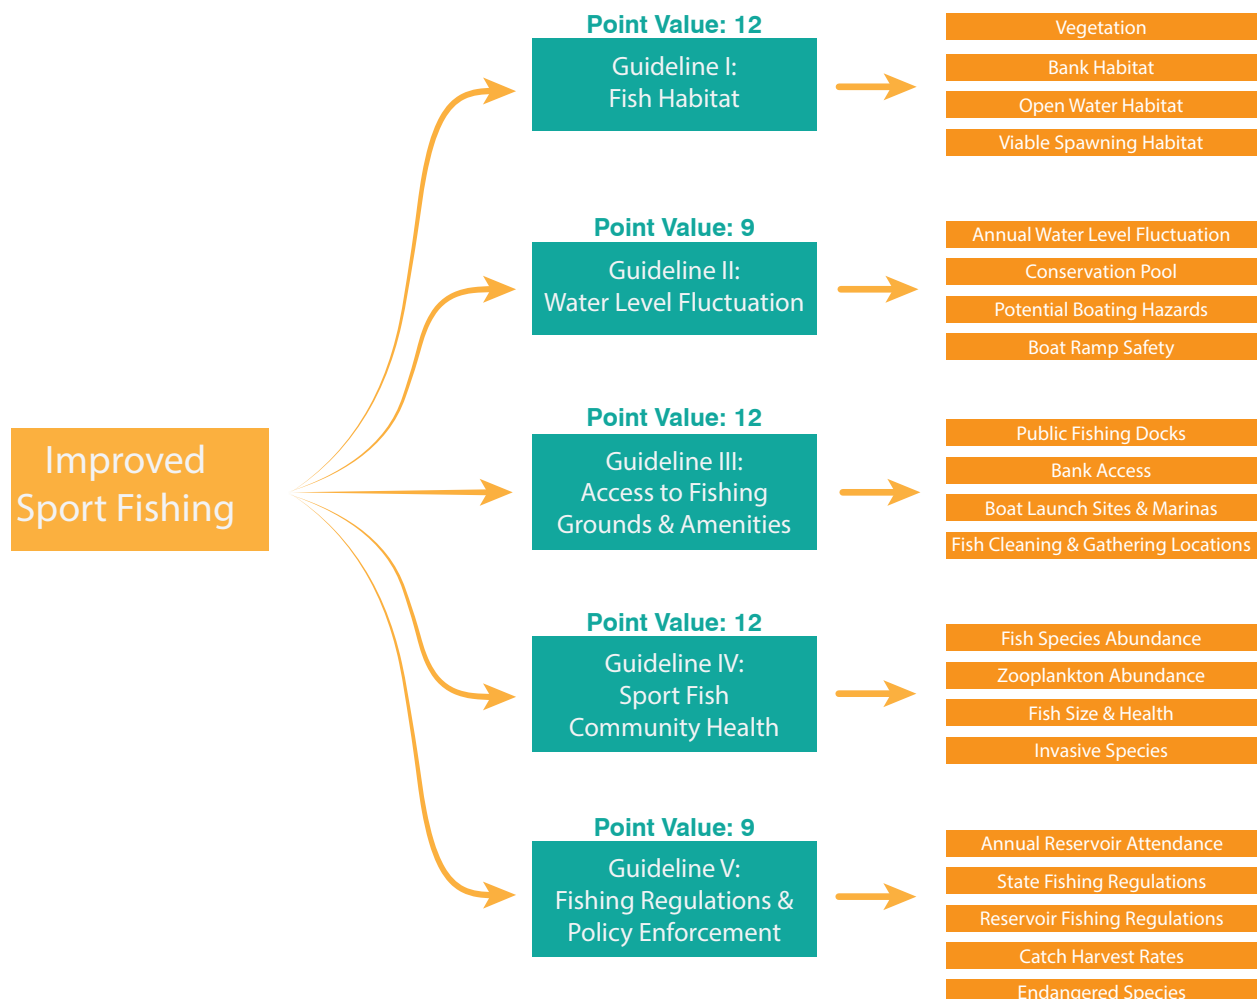 Improved
Sport Fishing
Point Value: 12
Guideline I:
Fish Habitat
Vegetation
Bank Habitat
Open Water Habitat
Viable Spawning Habitat
Point Value: 9
Guideline II:
Water Level Fluctuation
Annual Water Level Fluctuation
Conservation Pool
Potential Boating Hazards
Boat Ramp Safety
Point Value: 12
Guideline III:
Access to Fishing
Grounds & Amenities
Public Fishing Docks
Bank Access
Boat Launch Sites & Marinas
Fish Cleaning & Gathering Locations
Point Value: 12
Guideline IV:
Sport Fish
Community Health
Fish Species Abundance
Zooplankton Abundance
Fish Size & Health
Invasive Species
Point Value: 9
Guideline V:
Fishing Regulations &
Policy Enforcement
Annual Reservoir Attendance
State Fishing Regulations
Reservoir Fishing Regulations
Catch Harvest Rates
Endangered Species